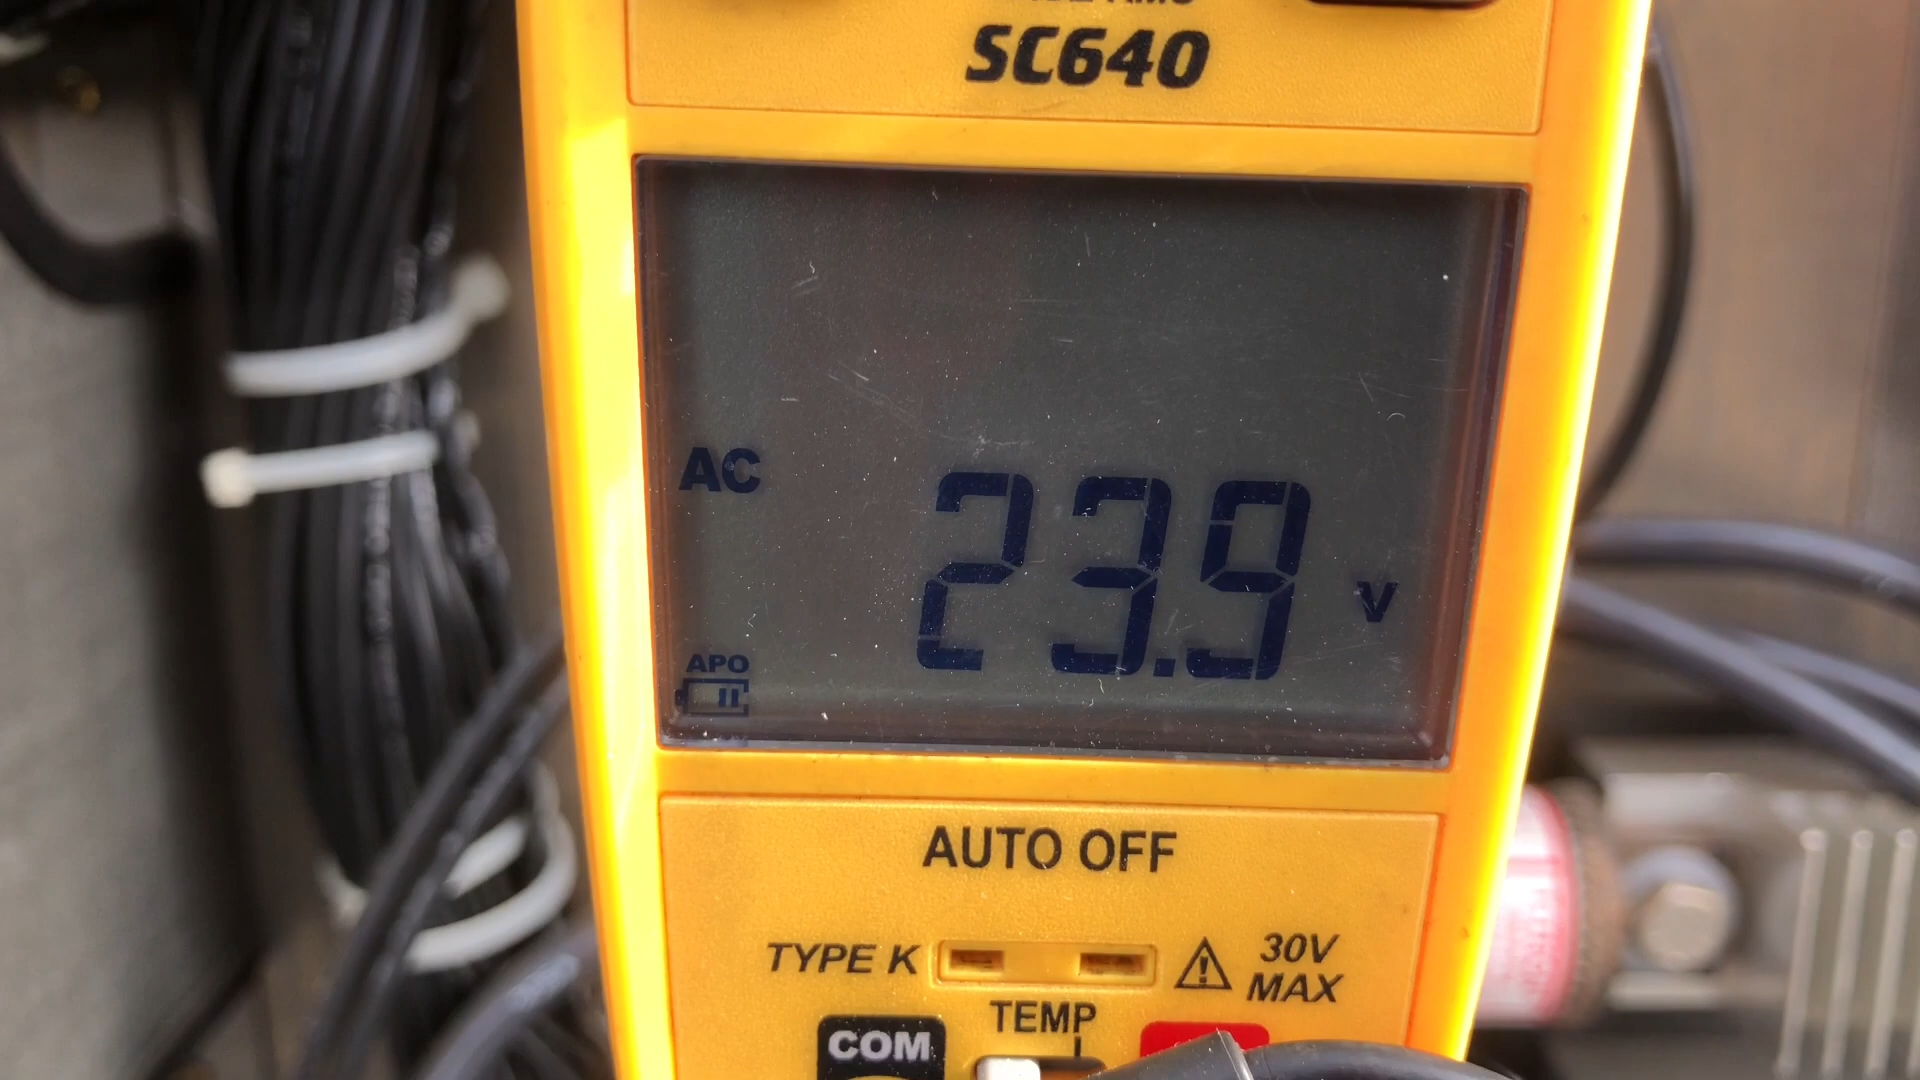 SC640
AC
23.9 V
APO
AUTO OFF
TYPE K
30V
MAX
TEMP
COM